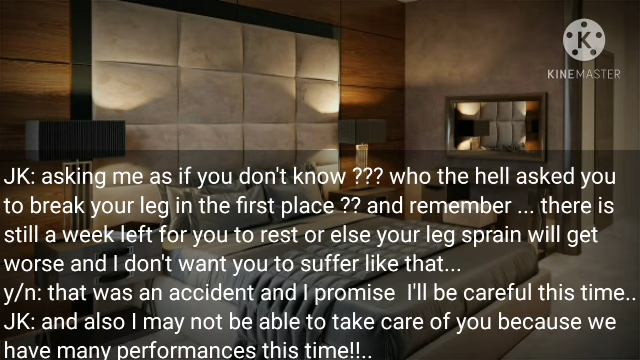 K
KINEMASTER
JK: asking me as if you don't know ??? who the hell asked you
to break your leg in the first place ?? and remember ... there is
still a week left for you to rest or else your leg sprain will get
worse and I don't want you to suffer like that...
y/n: that was an accident and I promise  I'll be careful this time..
JK: and also I may not be able to take care of you because we
have many performances this time!!..